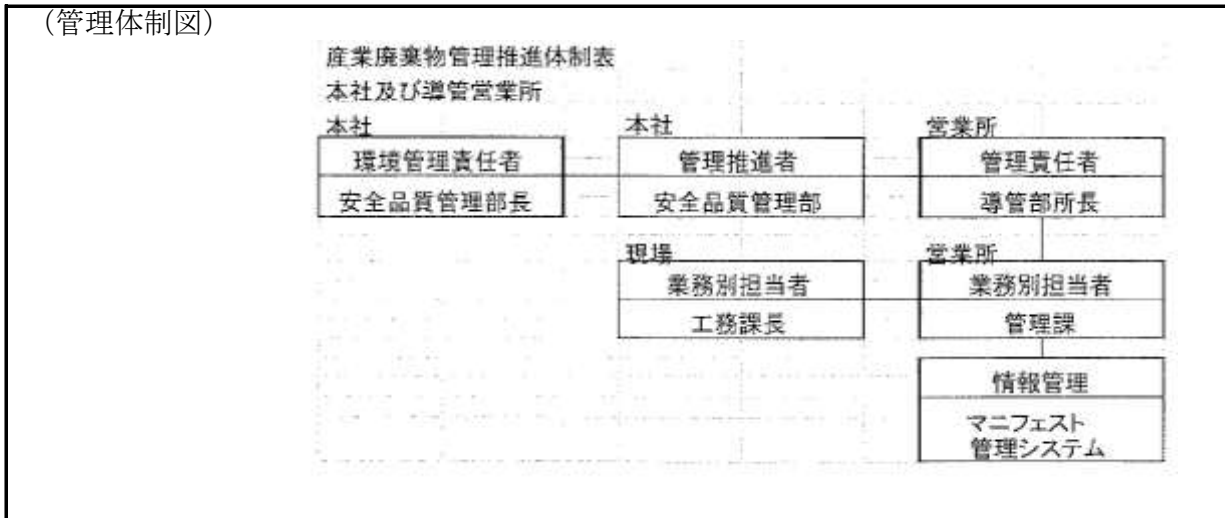 （管理体制図）
産業廃棄物管理推進体制表
本社及び導管営業所
本社 本社 営業所
環境管理責任者 管理推進者 管理責任者
安全品質管理部長 安全品質管理部 導管部所長
現場 営業所
業務別担当者 業務別担当者
工務課長 管理課
情報管理
マニフェスト
管理システム